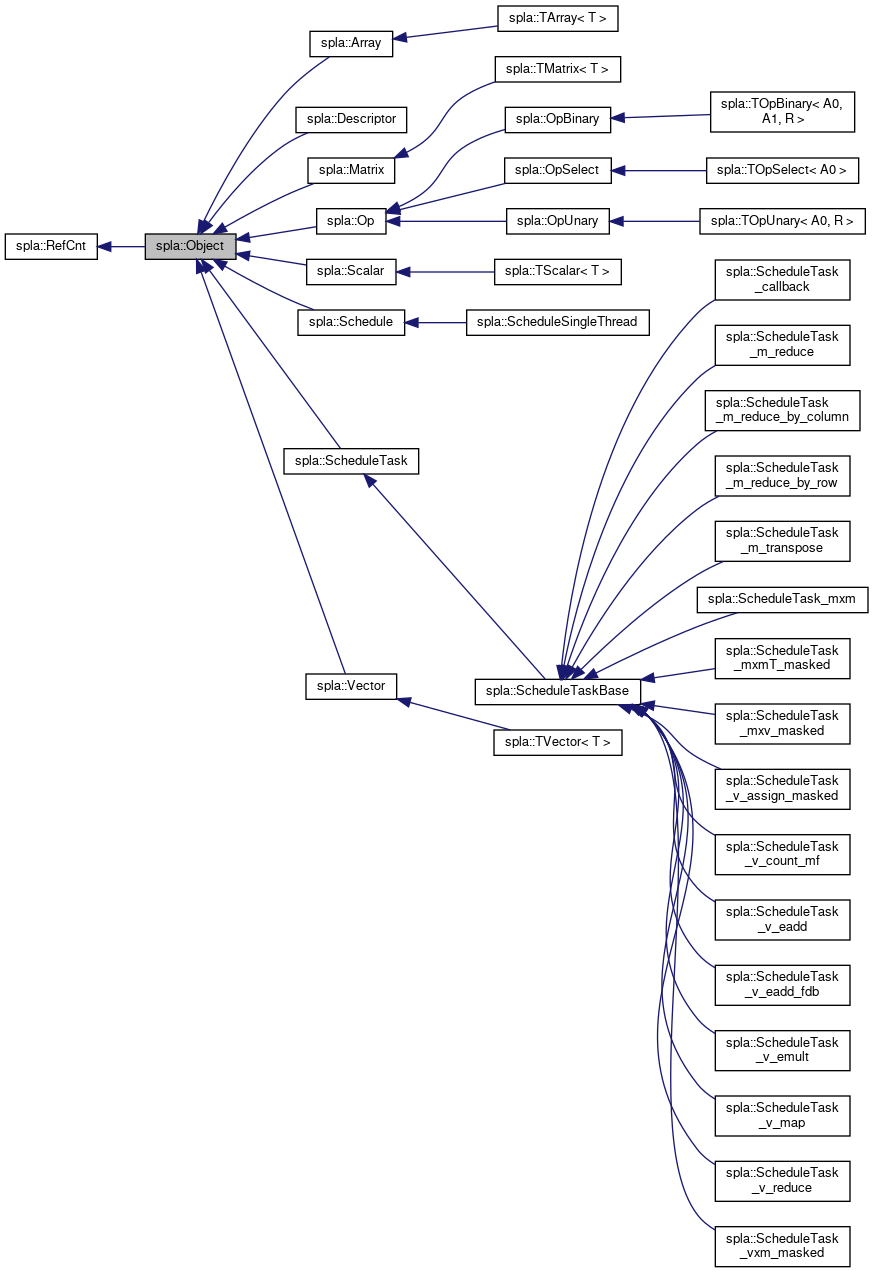 spla::TArray< T >
spla::Array
spla::TMatrix< T >
spla::Descriptor
spla::OpBinary
spla::TOpBinary< A0,
A1, R >
spla::Matrix
spla::OpSelect
spla::TOpSelect< A0 >
spla::Op
spla::OpUnary
spla::TOpUnary< A0, R >
spla::RefCnt
spla::Object
spla::Scalar
spla::TScalar< T >
spla::ScheduleTask
_callback
spla::Schedule
spla::ScheduleSingleThread
spla::ScheduleTask
_m_reduce
spla::ScheduleTask
_m_reduce_by_column
spla::ScheduleTask
spla::ScheduleTask
_m_reduce_by_row
spla::ScheduleTask
_m_transpose
spla::ScheduleTask_mxm
spla::ScheduleTask
_mxmT_masked
spla::Vector
spla::ScheduleTaskBase
spla::ScheduleTask
_mxv_masked
spla::TVector< T >
spla::ScheduleTask
_v_assign_masked
spla::ScheduleTask
_v_count_mf
spla::ScheduleTask
_v_eadd
spla::ScheduleTask
_v_eadd_fdb
spla::ScheduleTask
_v_emult
spla::ScheduleTask
_v_map
spla::ScheduleTask
_v_reduce
spla::ScheduleTask
_vxm_masked